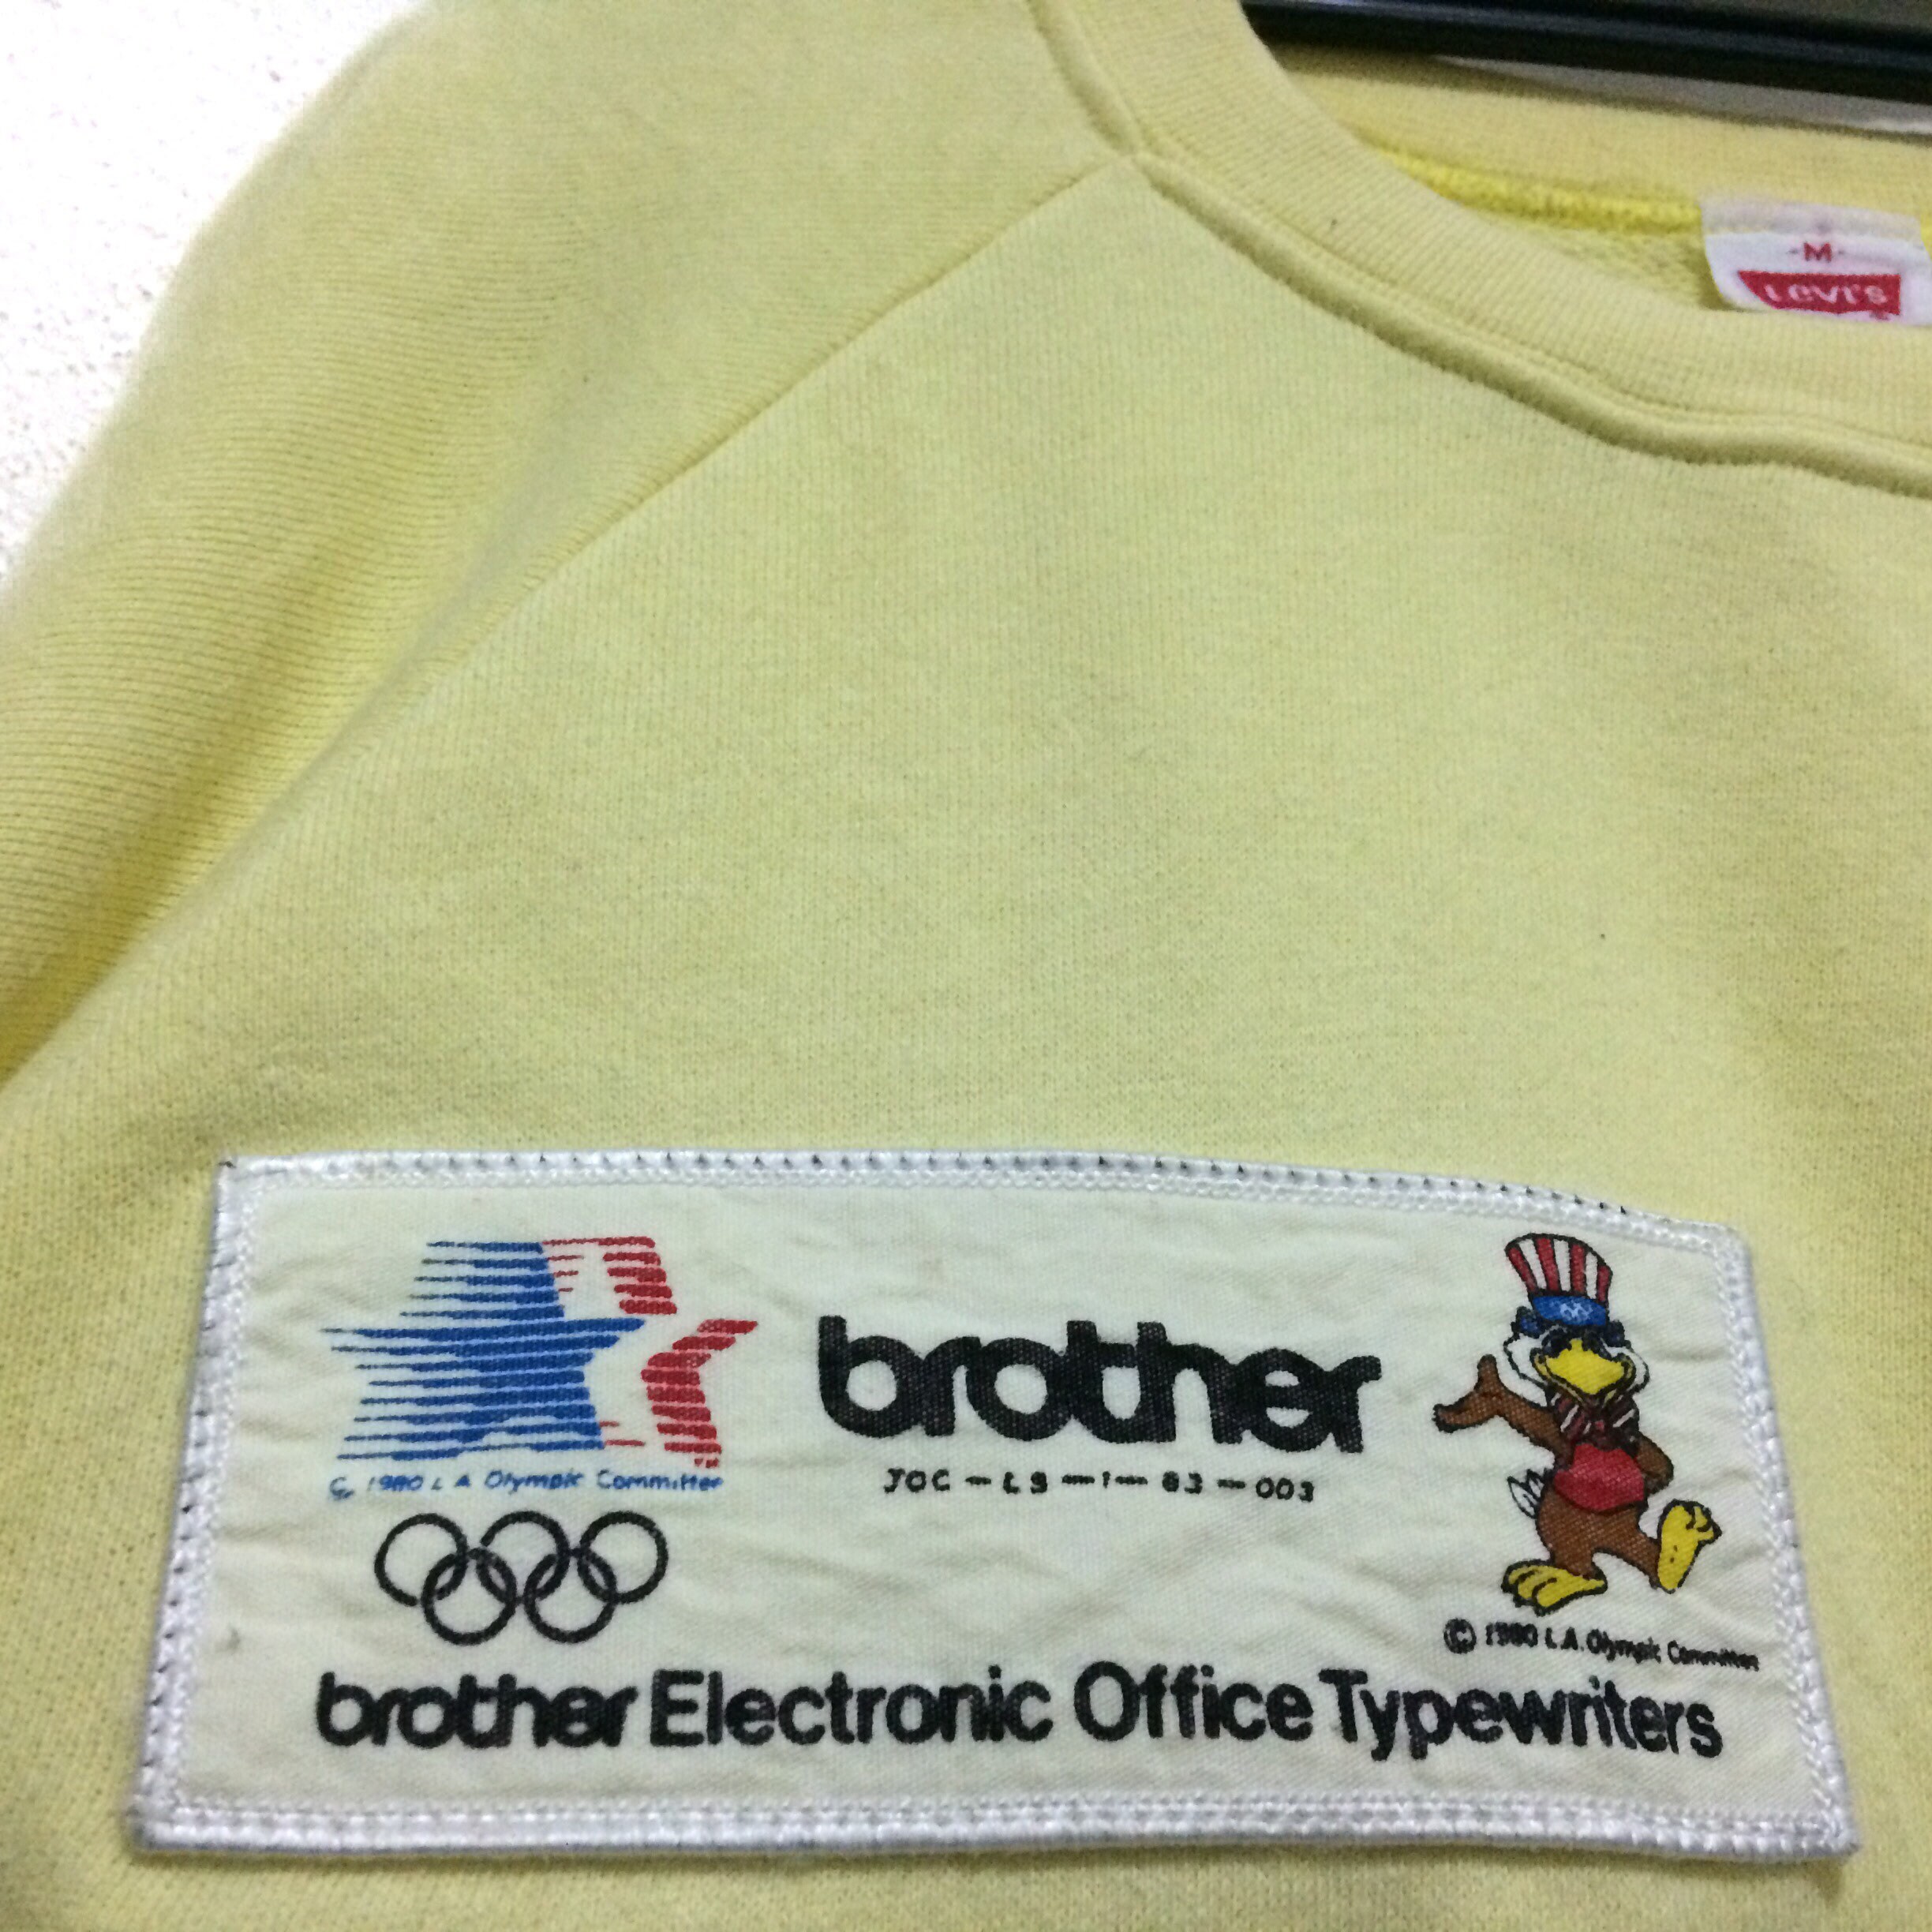 -M-
Levi's
brother
JOC-LS-1-83-003
© 1980 L.A. Olympic Committee
© 1980 L.A. Olympic Committee
brother Electronic Office Typewriters